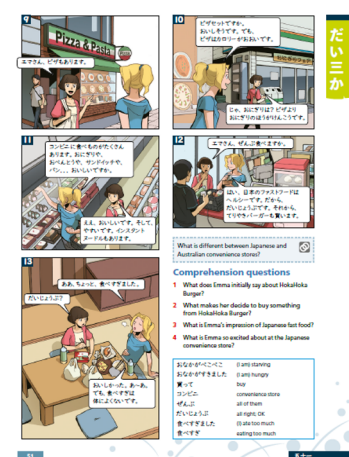 9
Pizza & Pasta
エマさん、ピザもあります。
10
ピザセットですか。
おいしそうです。でも、
ピザはカロリーがおおいです。
じゃ、おにぎりは?ピザより
おにぎりのほうがけんこうです。
だい三か
11
コンビニに食べものがたくさん
あります。おにぎりや、
おべんとうや、サンドイッチや、
パン...。おいしいですか。
ええ、おいしいです。そして、
やすいです。インスタント
ヌードルもあります。
12
エマさん、ぜんぶ食べますか。
はい、日本のファストフードは
ヘルシーです。だから、
だいじょうぶです。それから、
てりやきバーガーも買います。
What is different between Japanese and
Australian convenience stores?
13
ああ、ちょっと、食べすぎました。
だいじょうぶ?
おいしかった。あ〜あ。
でも、食べすぎは
体によくないです。
Comprehension questions
1 What does Emma initially say about HokaHoka
Burger?
2 What makes her decide to buy something
from HokaHoka Burger?
3 What is Emma's impression of Japanese fast food?
4 What is Emma so excited about at the Japanese
convenience store?
おなかがぺこぺこ (I am) starving
おなかがすきました (I am) hungry
買って buy
コンビニ convenience store
ぜんぶ all of them
だいじょうぶ all right, OK
食べすぎました (I) ate too much
食べすぎ eating too much
51
五十一